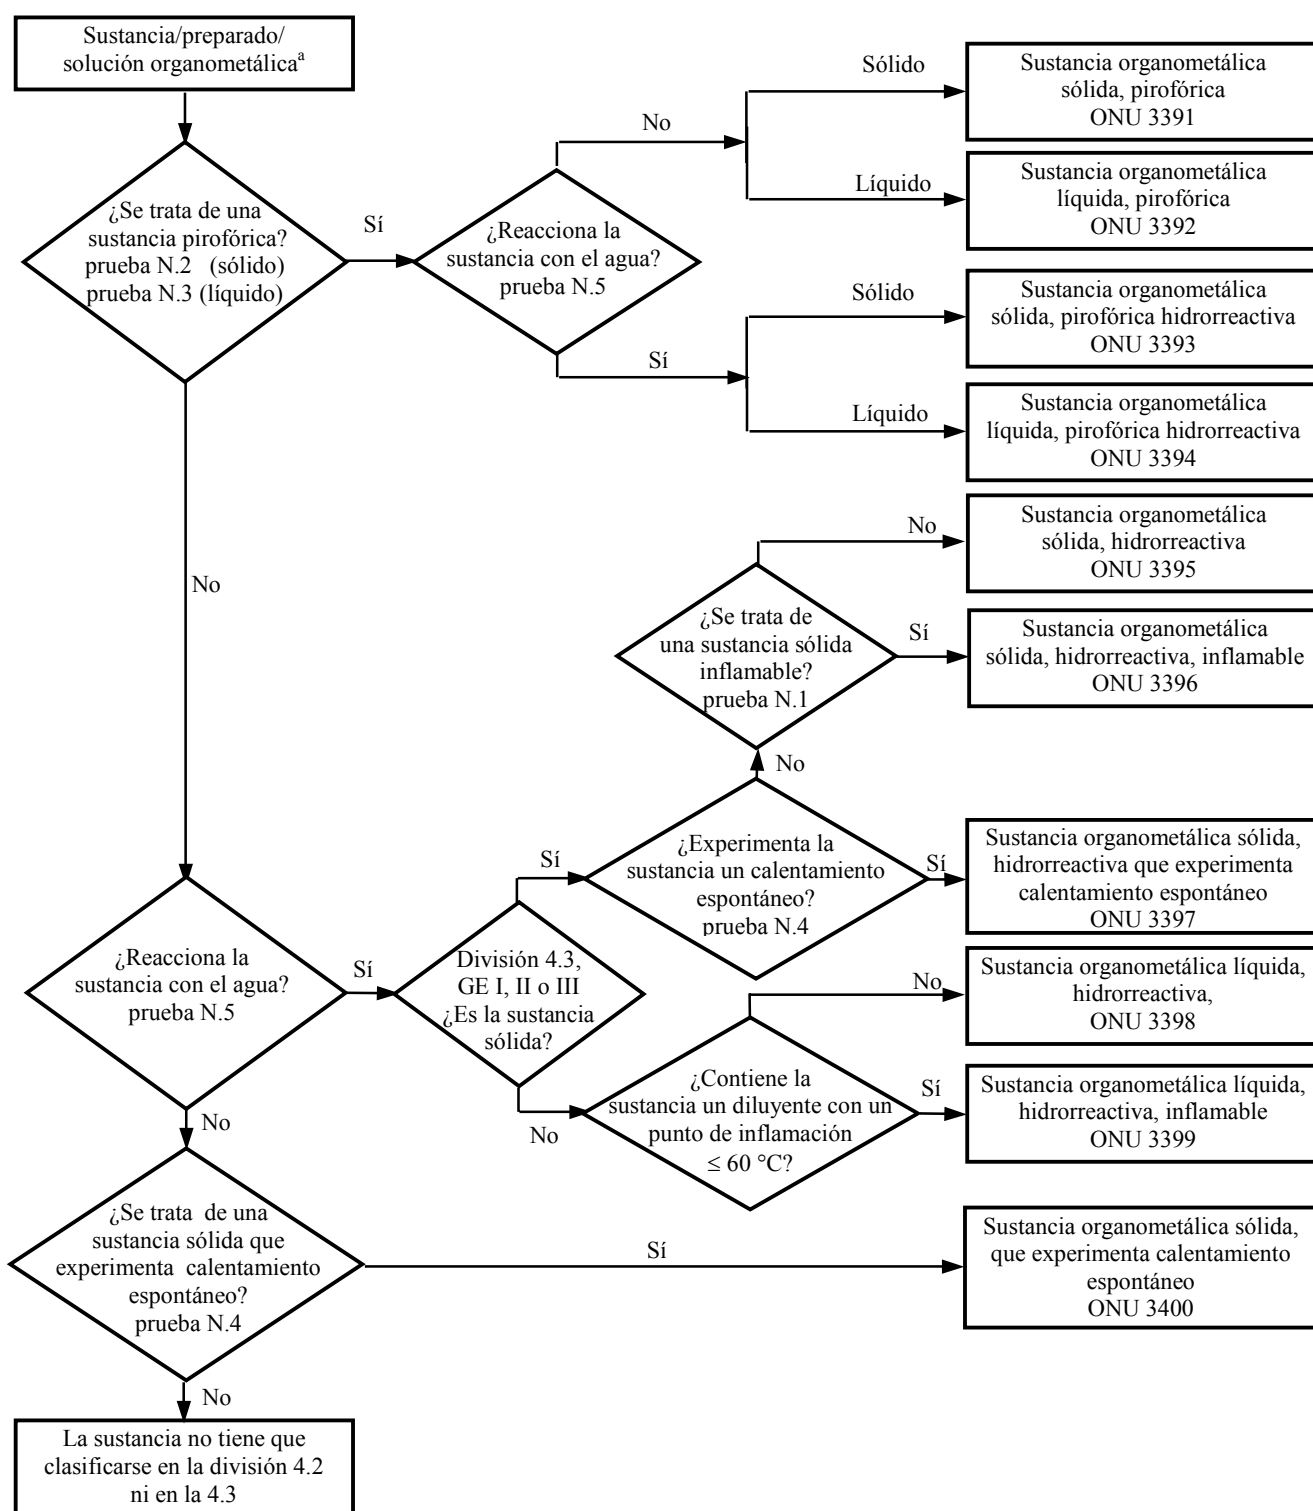 Sustancia/preparado/
solución organometálicaᵃ
¿Se trata de una
sustancia pirofórica?
prueba N.2 (sólido)
prueba N.3 (líquido)
Sí
¿Reacciona la
sustancia con el agua?
prueba N.5
No
Sólido
Sustancia organometálica
sólida, pirofórica
ONU 3391
Líquido
Sustancia organometálica
líquida, pirofórica
ONU 3392
Sí
Sólido
Sustancia organometálica
sólida, pirofórica hidrorreactiva
ONU 3393
Líquido
Sustancia organometálica
líquida, pirofórica hidrorreactiva
ONU 3394
No
No
Sustancia organometálica
sólida, hidrorreactiva
ONU 3395
¿Se trata de
una sustancia sólida
inflamable?
prueba N.1
Sí
Sustancia organometálica
sólida, hidrorreactiva, inflamable
ONU 3396
No
¿Experimenta la
sustancia un calentamiento
espontáneo?
prueba N.4
Sí
Sustancia organometálica sólida,
hidrorreactiva que experimenta
calentamiento espontáneo
ONU 3397
Sí
¿Reacciona la
sustancia con el agua?
prueba N.5
Sí
División 4.3,
GE I, II o III
¿Es la sustancia
sólida?
No
Sustancia organometálica líquida,
hidrorreactiva,
ONU 3398
No
¿Contiene la
sustancia un diluyente con un
punto de inflamación
≤ 60 °C?
Sí
Sustancia organometálica líquida,
hidrorreactiva, inflamable
ONU 3399
No
¿Se trata de una
sustancia sólida que
experimenta calentamiento
espontáneo?
prueba N.4
Sí
Sustancia organometálica sólida,
que experimenta calentamiento
espontáneo
ONU 3400
No
La sustancia no tiene que
clasificarse en la división 4.2
ni en la 4.3